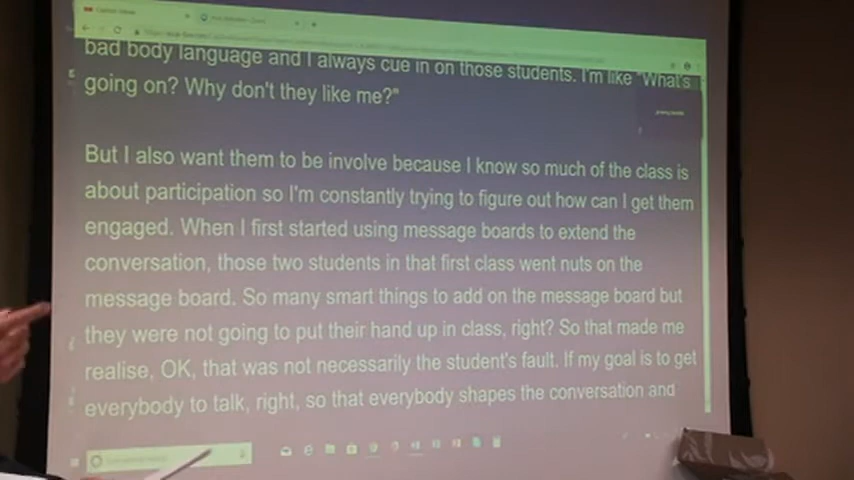 bad body language and I always cue in on those students. I'm like "What's
going on? Why don't they like me?"
But I also want them to be involve because I know so much of the class is
about participation so I'm constantly trying to figure out how can I get them
engaged. When I first started using message boards to extend the
conversation, those two students in that first class went nuts on the
message board. So many smart things to add on the message board but
they were not going to put their hand up in class, right? So that made me
realise, OK, that was not necessarily the student's fault. If my goal is to get
everybody to talk, right, so that everybody shapes the conversation and